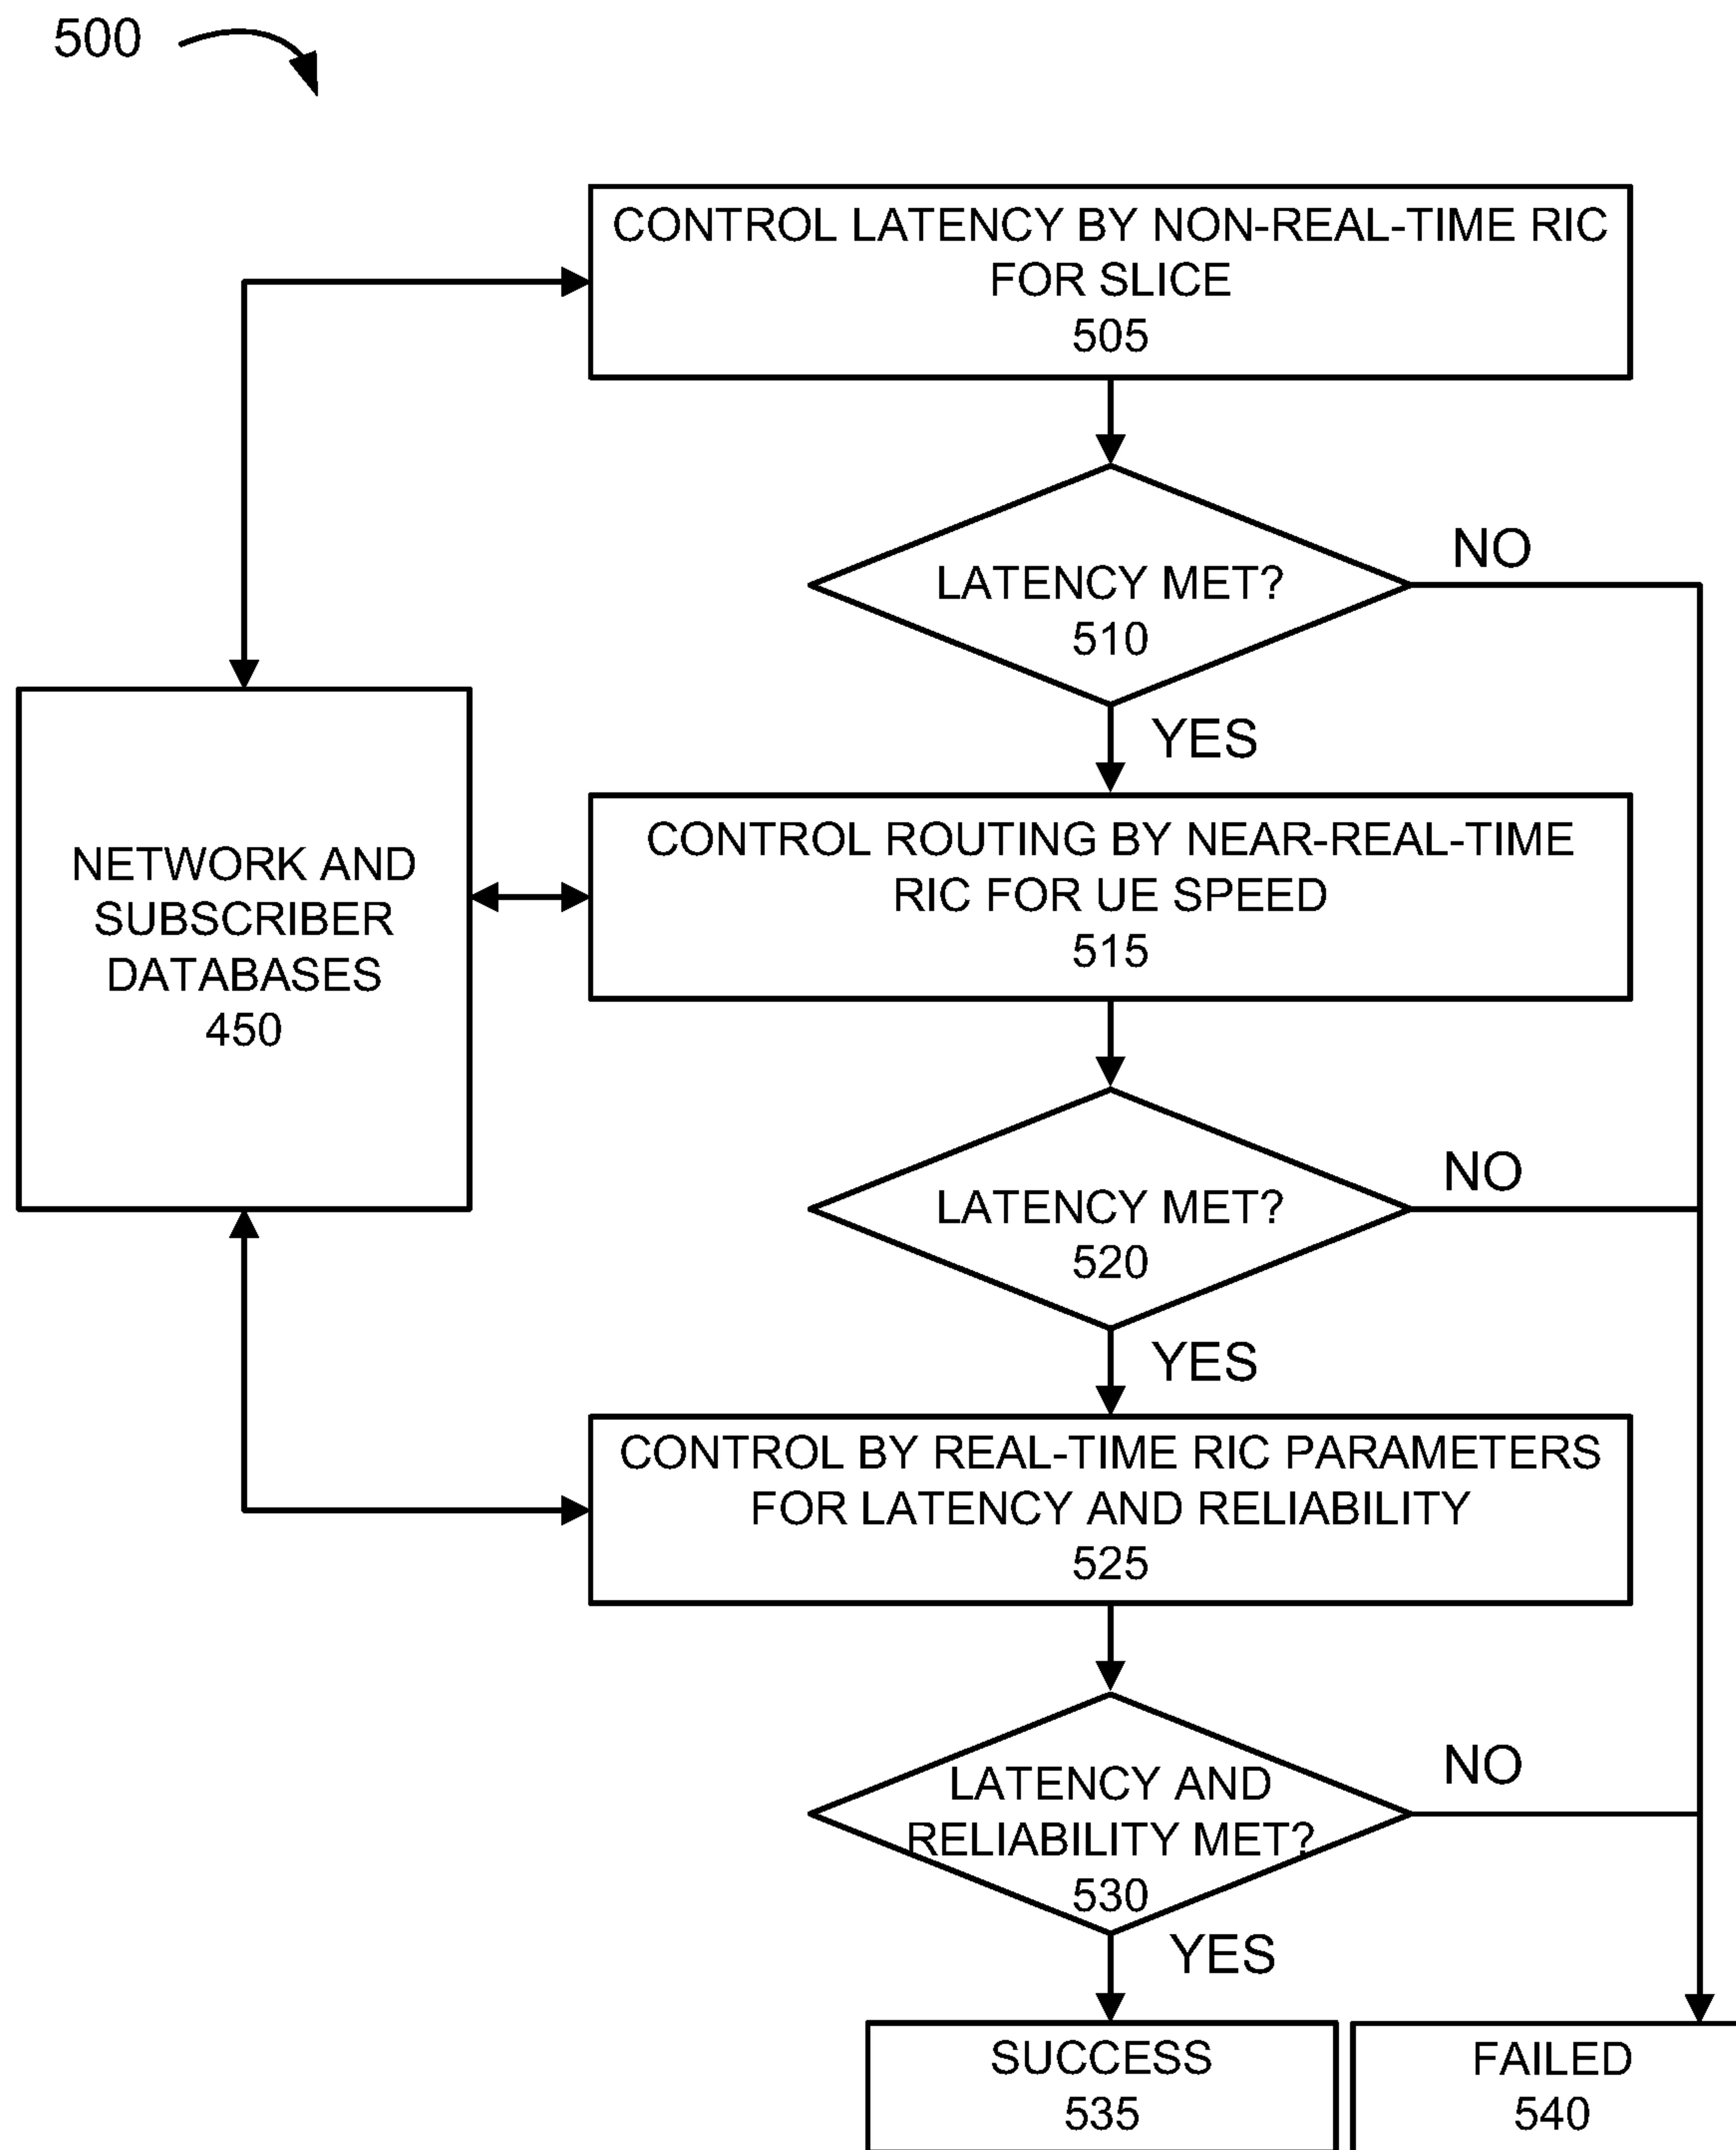 500
CONTROL LATENCY BY NON-REAL-TIME RIC
FOR SLICE
505
LATENCY MET?
510
NO
YES
NETWORK AND
SUBSCRIBER
DATABASES
450
CONTROL ROUTING BY NEAR-REAL-TIME
RIC FOR UE SPEED
515
LATENCY MET?
520
NO
YES
CONTROL BY REAL-TIME RIC PARAMETERS
FOR LATENCY AND RELIABILITY
525
LATENCY AND
RELIABILITY MET?
530
NO
YES
SUCCESS
535
FAILED
540